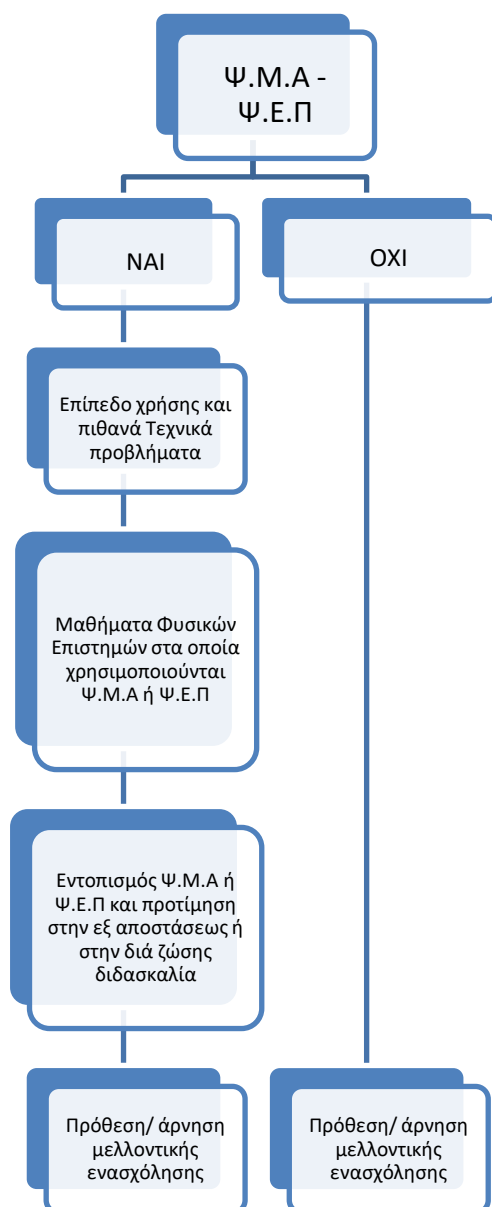 Ψ.Μ.Α -
Ψ.Ε.Π
ΝΑΙ
ΟΧΙ
Επίπεδο χρήσης και
πιθανά Τεχνικά
προβλήματα
Μαθήματα Φυσικών
Επιστημών στα οποία
χρησιμοποιούνται
Ψ.Μ.Α ή Ψ.Ε.Π
Εντοπισμός Ψ.Μ.Α ή
Ψ.Ε.Π και προτίμηση
στην εξ αποστάσεως ή
στην διά ζώσης
διδασκαλία
Πρόθεση/ άρνηση
μελλοντικής
ενασχόλησης
Πρόθεση/ άρνηση
μελλοντικής
ενασχόλησης